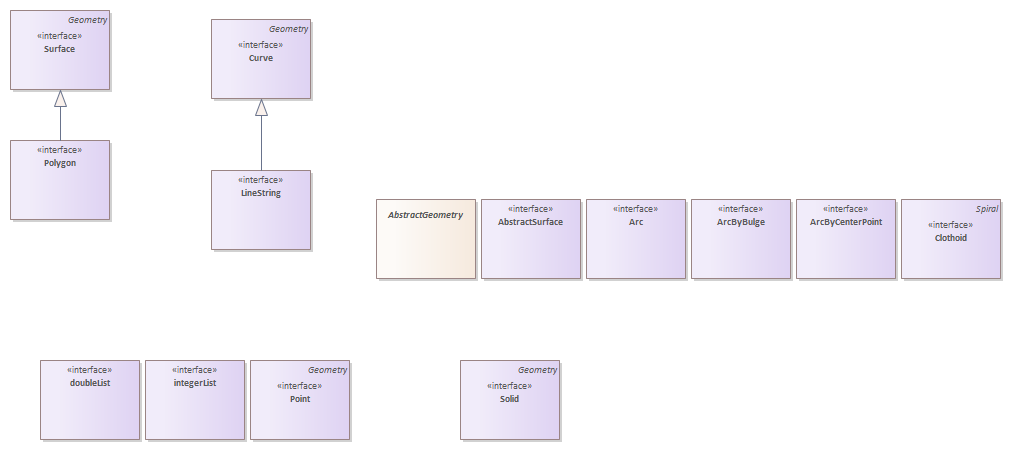 Geometry
«interface»
Surface
Geometry
«interface»
Curve
«interface»
Polygon
«interface»
LineString
AbstractGeometry
«interface»
AbstractSurface
«interface»
Arc
«interface»
ArcByBulge
«interface»
ArcByCenterPoint
Spiral
«interface»
Clothoid
«interface»
doubleList
«interface»
integerList
Geometry
«interface»
Point
Geometry
«interface»
Solid